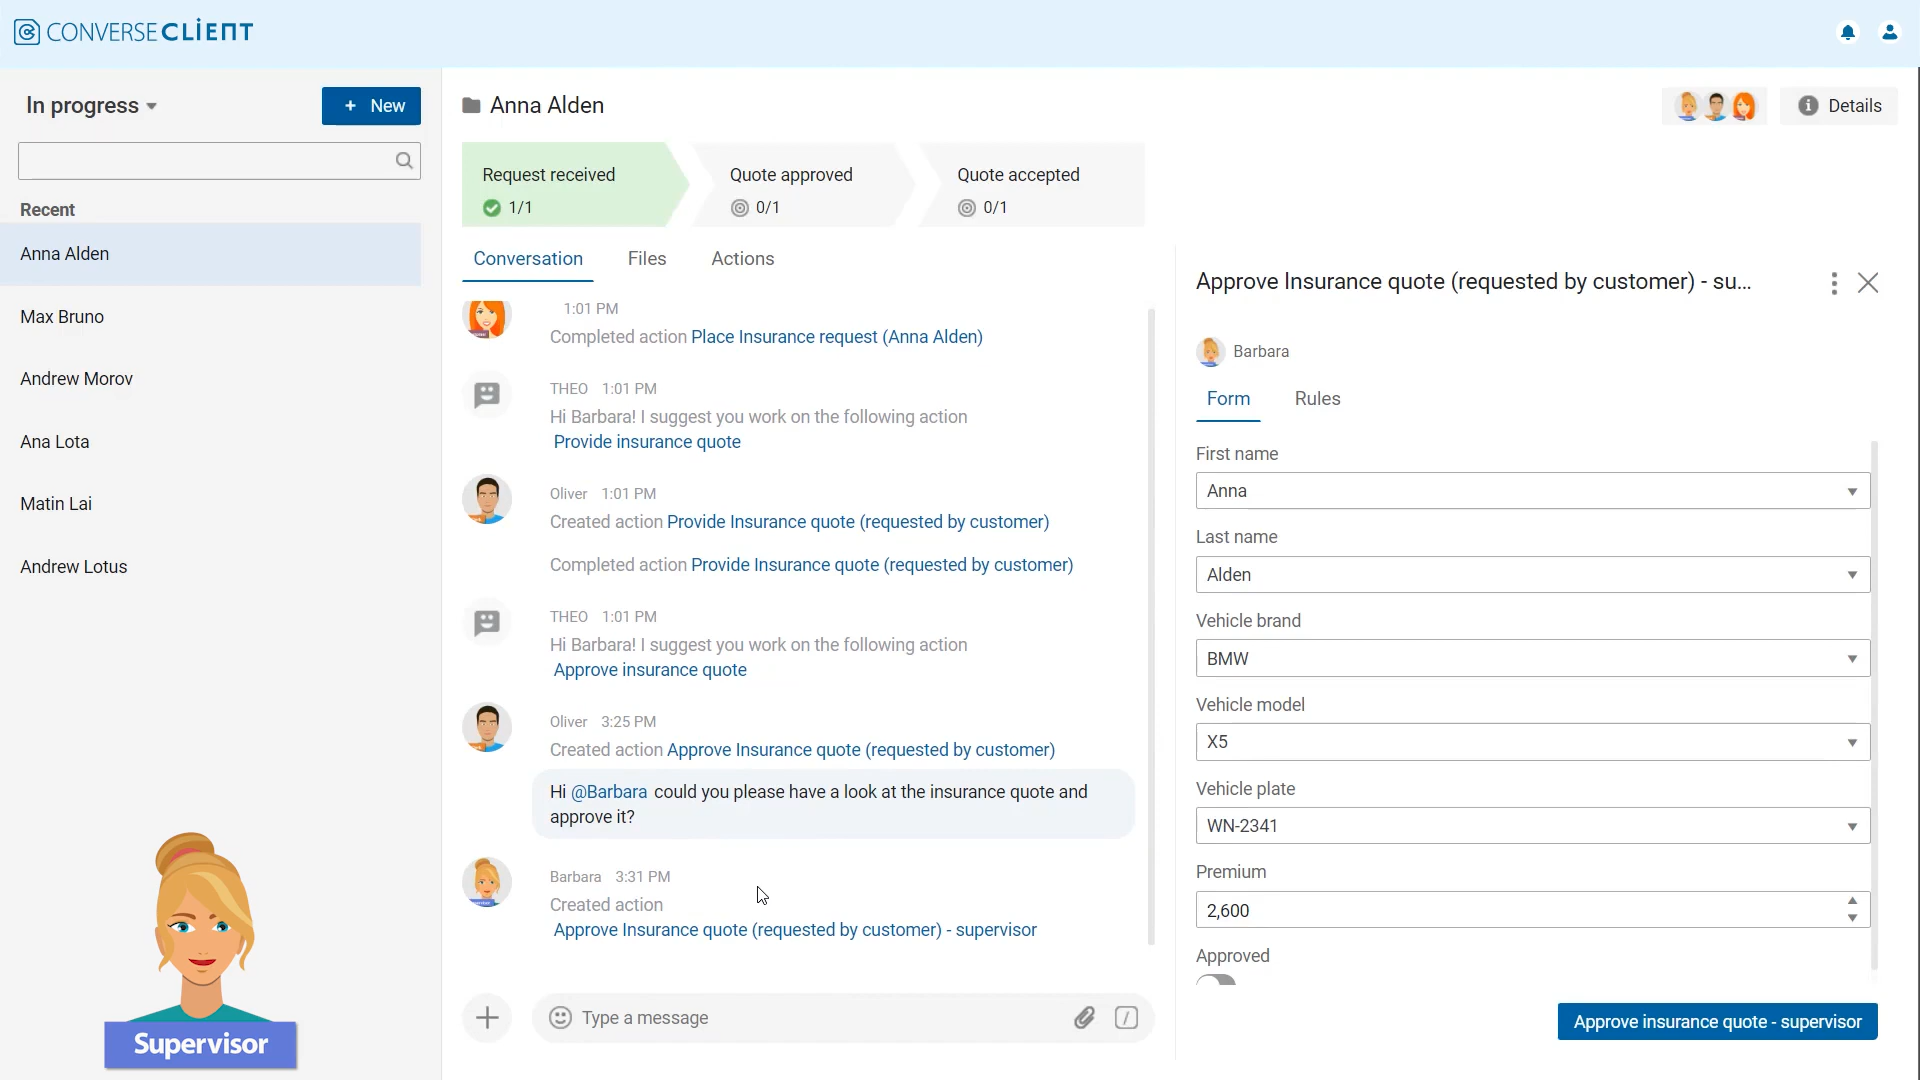 CONVERSE CLIENT
In progress
+ New
Recent
Anna Alden
Max Bruno
Andrew Morov
Ana Lota
Matin Lai
Andrew Lotus
Supervisor
Anna Alden
Details
Request received
1/1
Quote approved
0/1
Quote accepted
0/1
Conversation
Files
Actions
1:01 PM
Completed action Place Insurance request (Anna Alden)
THEO 1:01 PM
Hi Barbara! I suggest you work on the following action
Provide insurance quote
Oliver 1:01 PM
Created action Provide Insurance quote (requested by customer)
Completed action Provide Insurance quote (requested by customer)
THEO 1:01 PM
Hi Barbara! I suggest you work on the following action
Approve insurance quote
Oliver 3:25 PM
Created action Approve Insurance quote (requested by customer)
Hi @Barbara could you please have a look at the insurance quote and
approve it?
Barbara 3:31 PM
Created action
Approve Insurance quote (requested by customer) - supervisor
Type a message
Approve Insurance quote (requested by customer) - su...
Barbara
Form
Rules
First name
Anna
Last name
Alden
Vehicle brand
BMW
Vehicle model
X5
Vehicle plate
WN-2341
Premium
2,600
Approved
Approve insurance quote - supervisor